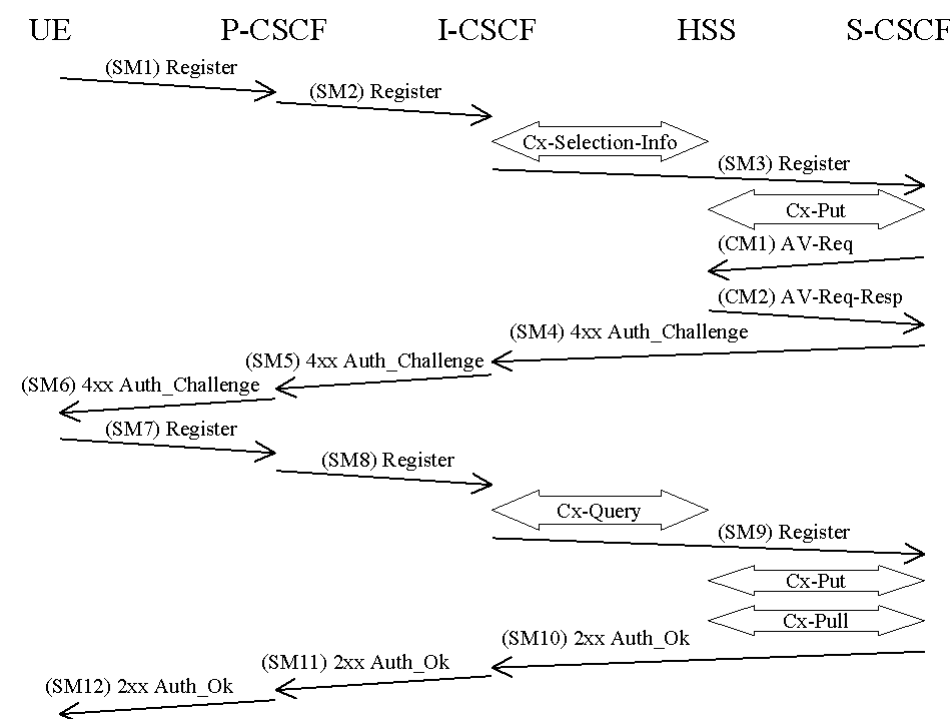 UE P-CSCF I-CSCF HSS S-CSCF
(SM1) Register
(SM2) Register
Cx-Selection-Info
(SM3) Register
Cx-Put
(CM1) AV-Req
(CM2) AV-Req-Resp
(SM4) 4xx Auth_Challenge
(SM5) 4xx Auth_Challenge
(SM6) 4xx Auth_Challenge
(SM7) Register
(SM8) Register
Cx-Query
(SM9) Register
Cx-Put
Cx-Pull
(SM10) 2xx Auth_Ok
(SM11) 2xx Auth_Ok
(SM12) 2xx Auth_Ok